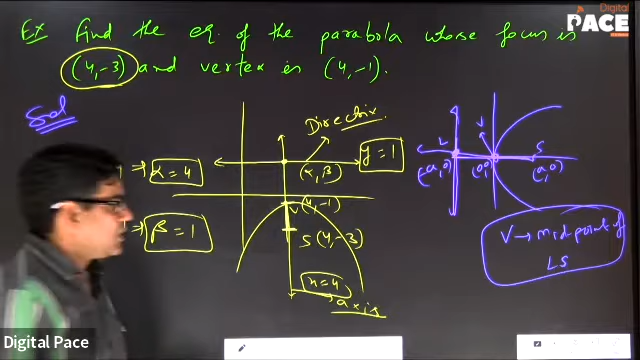 Digital
PACE
Ex Find the eq. of the parabola whose focus is
(4,-3) and vertex is (4,-1).
Sol
Directrix
y=1
(α, β)
⇒ α=4
⇒ β=1
V (4,-1)
S (4,-3)
x=4
axis
L
V
S
(-a,0)
(0,0)
(a,0)
V → mid point of
LS
Digital Pace